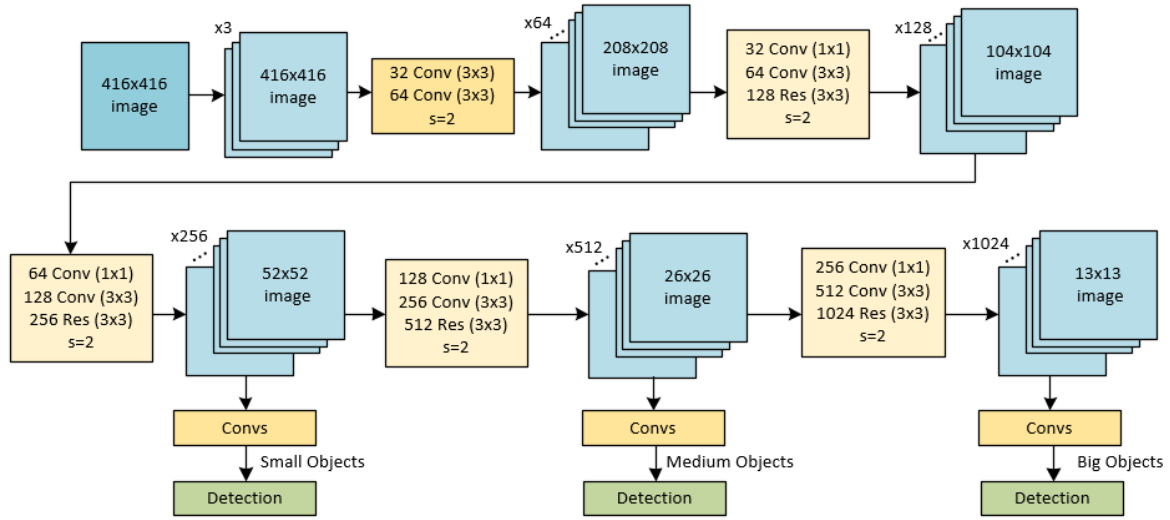 416x416
image
x3
416x416
image
32 Conv (3x3)
64 Conv (3x3)
s=2
x64
208x208
image
32 Conv (1x1)
64 Conv (3x3)
128 Res (3x3)
s=2
x128
104x104
image
64 Conv (1x1)
128 Conv (3x3)
256 Res (3x3)
s=2
x256
52x52
image
128 Conv (1x1)
256 Conv (3x3)
512 Res (3x3)
s=2
x512
26x26
image
256 Conv (1x1)
512 Conv (3x3)
1024 Res (3x3)
s=2
x1024
13x13
image
Convs
Small Objects
Detection
Convs
Medium Objects
Detection
Convs
Big Objects
Detection